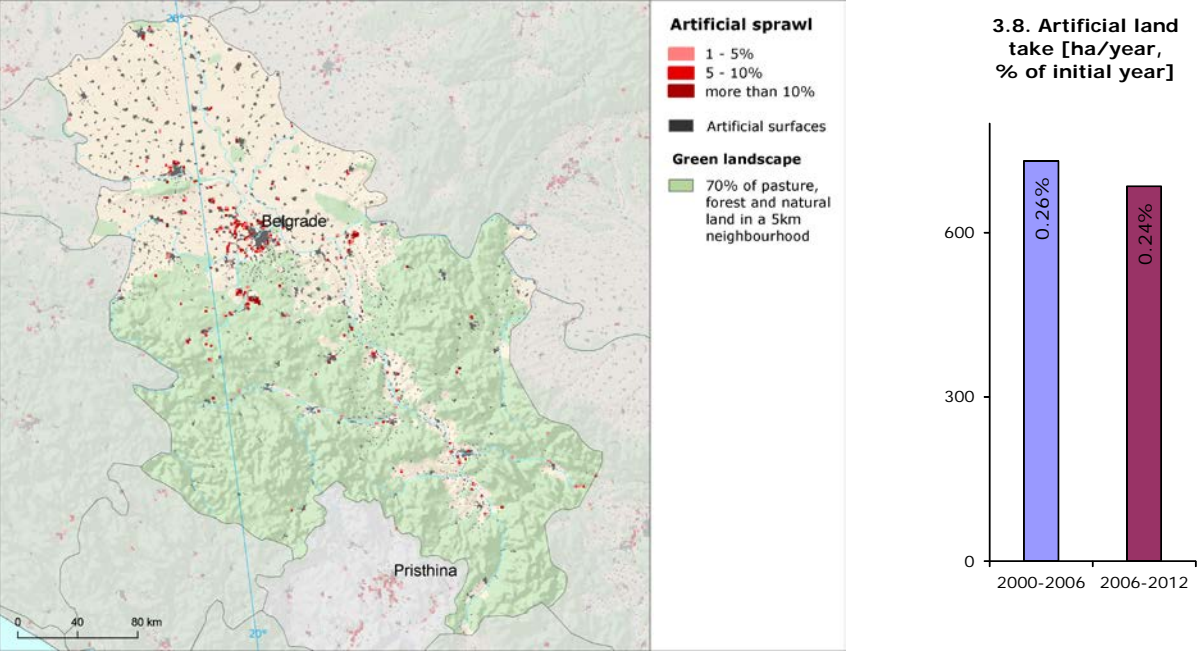 20°
Belgrade
Pristhina
0 40 80 km
20°
Artificial sprawl
1 - 5%
5 - 10%
more than 10%
Artificial surfaces
Green landscape
70% of pasture,
forest and natural
land in a 5km
neighbourhood
3.8. Artificial land
take [ha/year,
% of initial year]
600
300
0
0.26%
0.24%
2000-2006 2006-2012